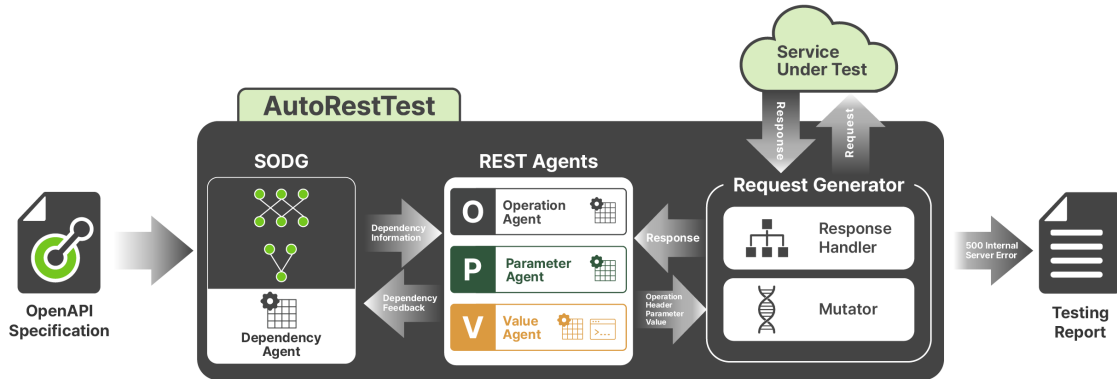 Service
Under Test
AutoRestTest
Response
Request
SODG
REST Agents
Request Generator
O
Operation
Agent
P
Parameter
Agent
V
Value
Agent
>...
Dependency
Information
Dependency
Feedback
Response
Operation
Header
Parameter
Value
Response
Handler
Mutator
500 Internal
Server Error
Dependency
Agent
OpenAPI
Specification
Testing
Report